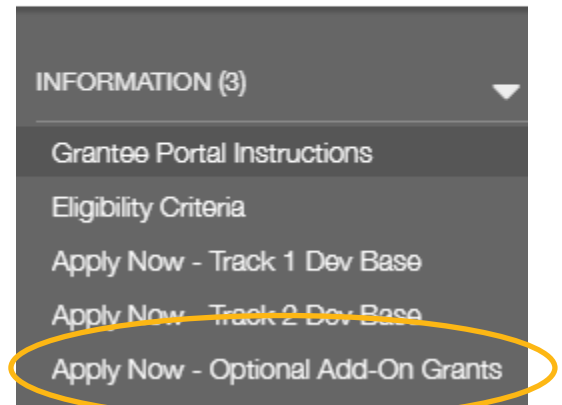 INFORMATION (3)
Grantee Portal Instructions
Eligibility Criteria
Apply Now - Track 1 Dev Base
Apply Now - Track 2 Dev Base
Apply Now - Optional Add-On Grants